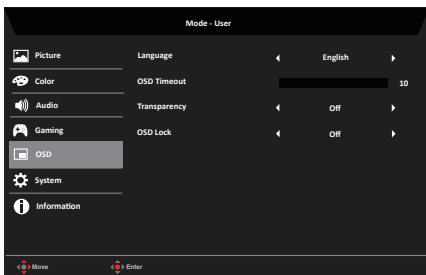 Mode - User
Picture
Language English
Color
OSD Timeout 10
Audio
Transparency Off
Gaming
OSD Lock Off
OSD
System
Information
Move Enter